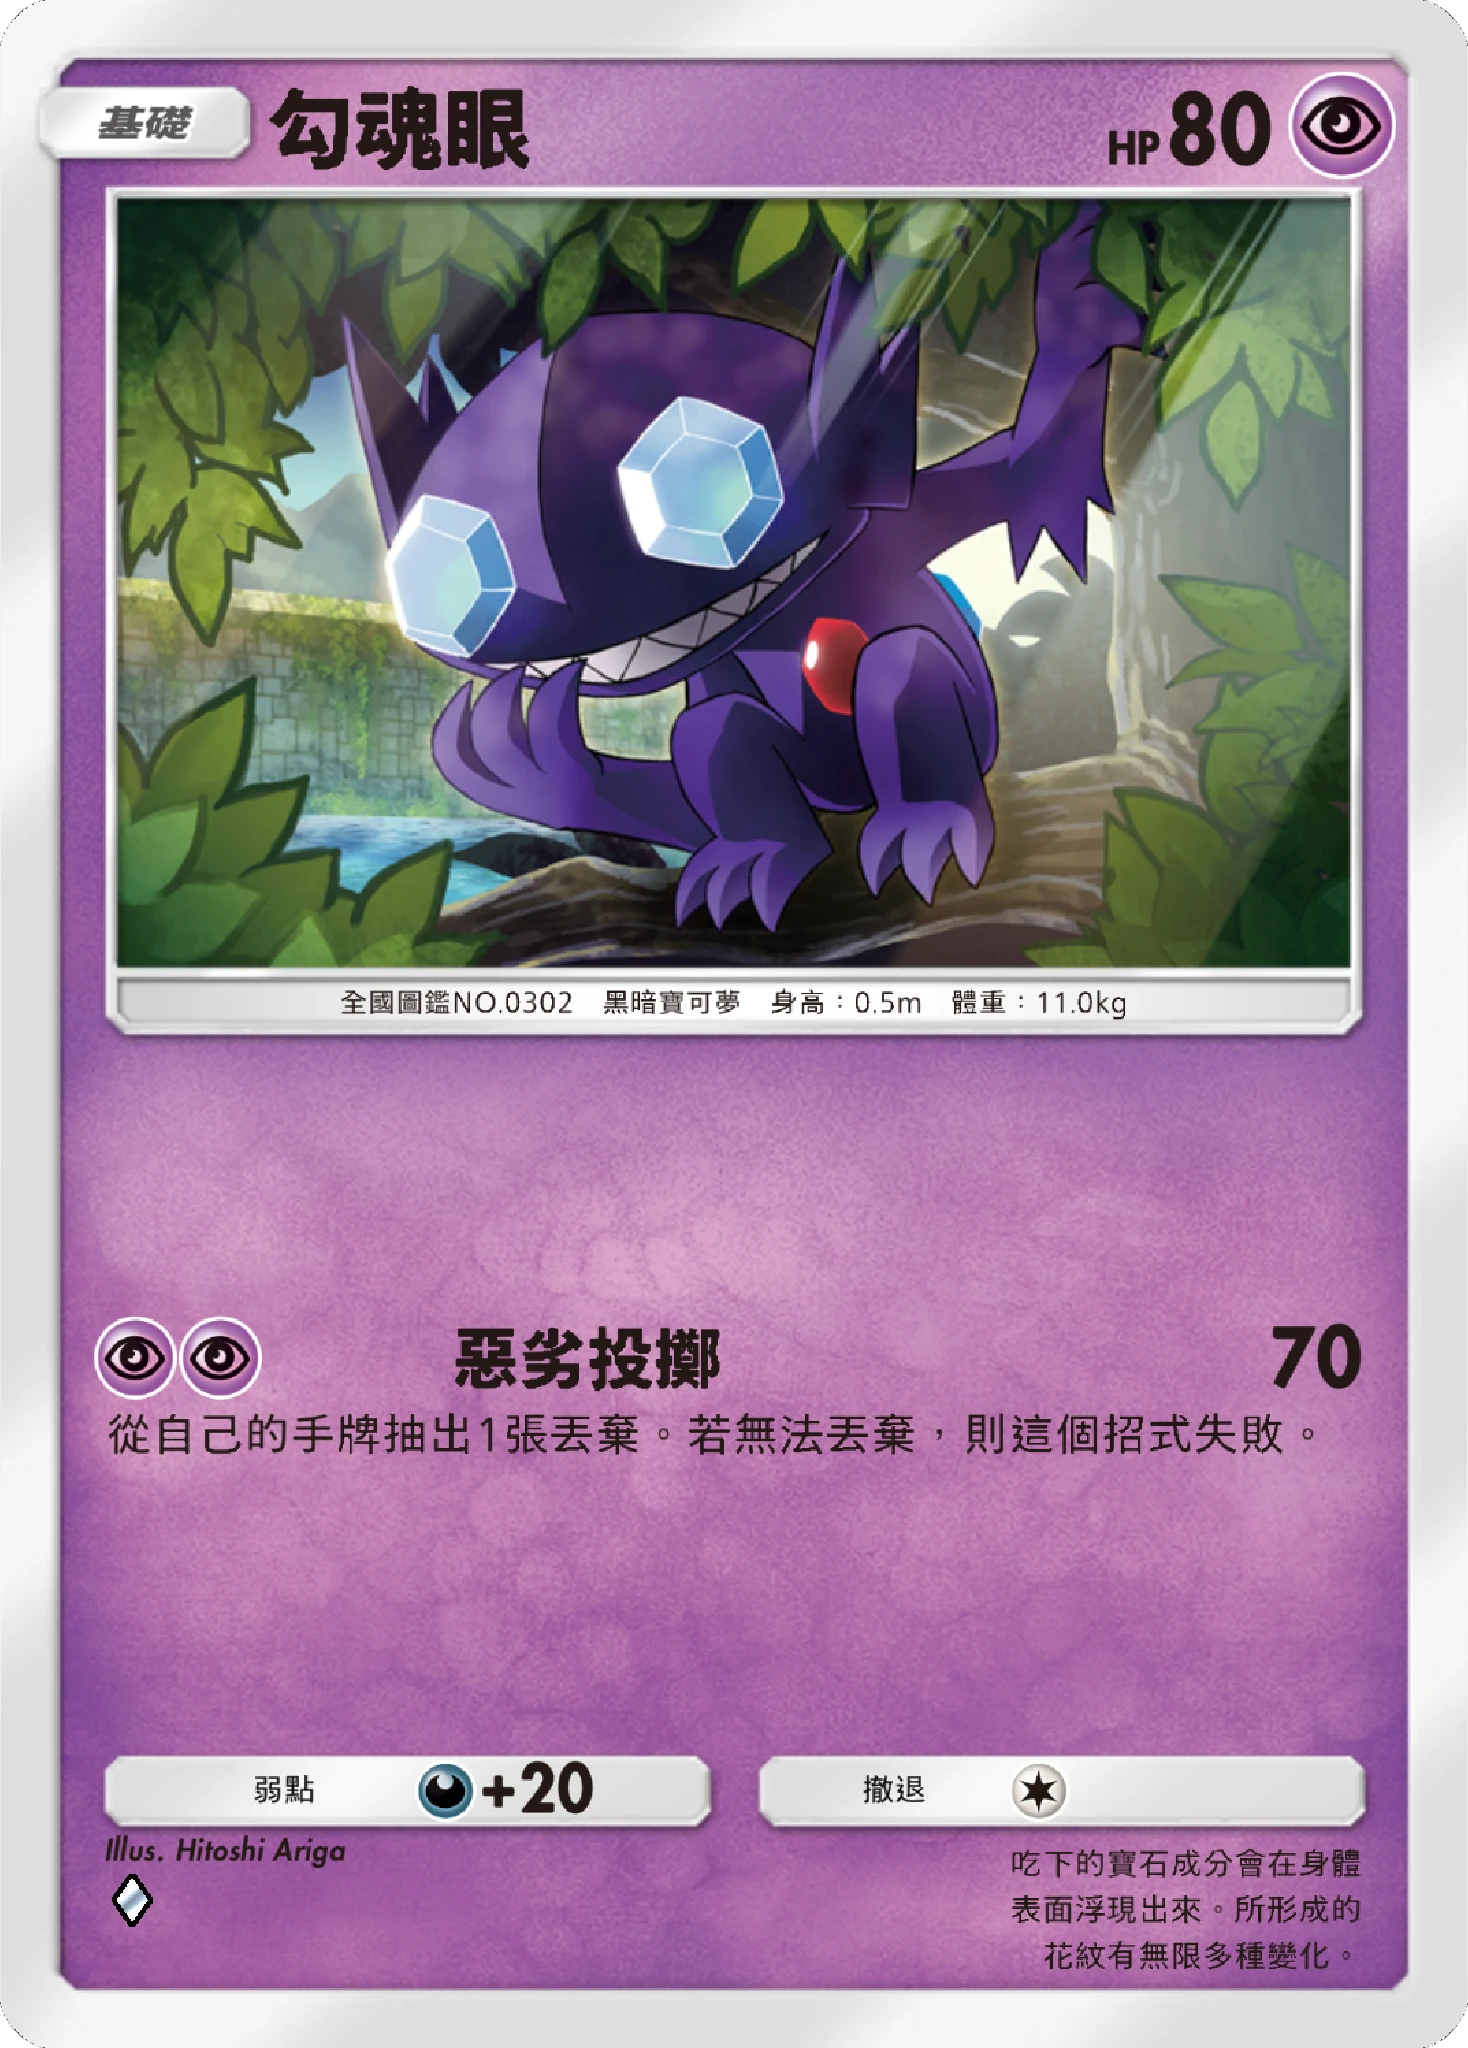 基礎 勾魂眼 HP 80
全國圖鑑NO.0302 黑暗寶可夢 身高：0.5m 體重：11.0kg
惡劣投擲 70
從自己的手牌抽出1張丟棄。若無法丟棄，則這個招式失敗。
弱點 +20 撤退
Illus. Hitoshi Ariga
吃下的寶石成分會在身體
表面浮現出來。所形成的
花紋有無限多種變化。